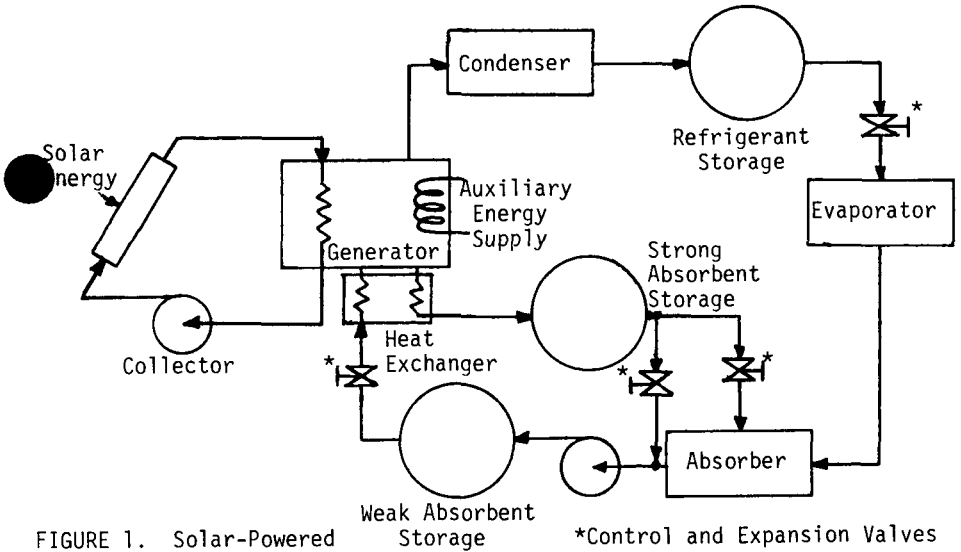 Condenser
Refrigerant
Storage
*
Solar
nergy
Auxiliary
Energy
Supply
Generator
Evaporator
Strong
Absorbent
Storage
Heat
Exchanger
Collector
*
*
*
Absorber
Weak Absorbent
Storage
FIGURE 1. Solar-Powered
*Control and Expansion Valves